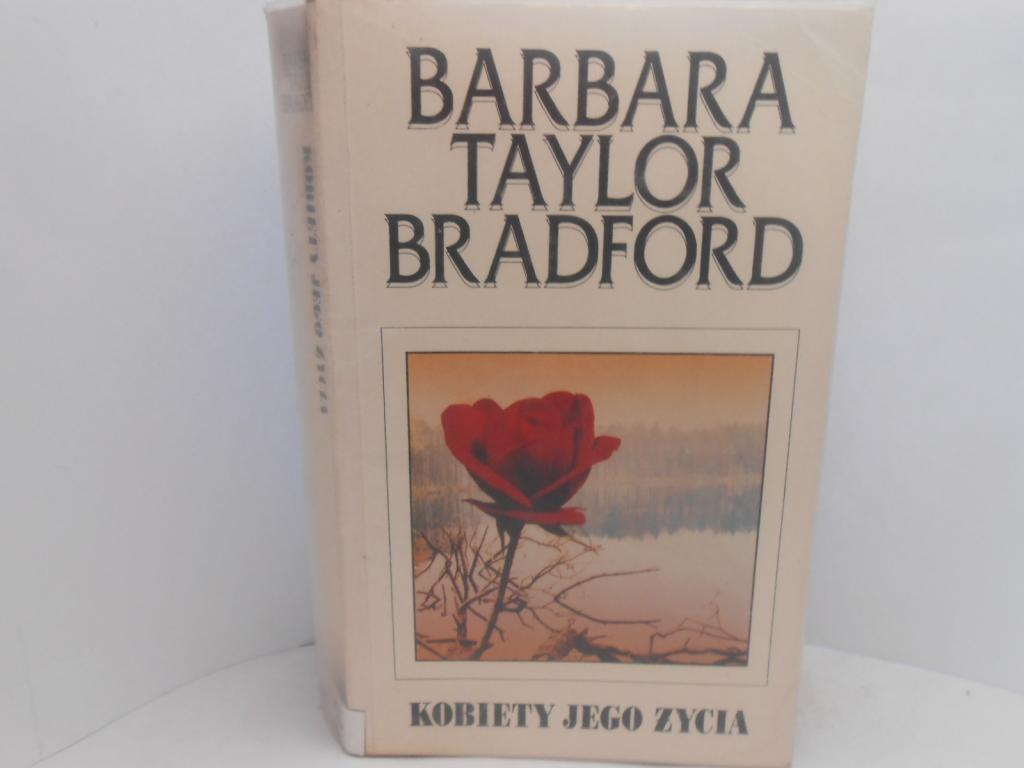 BARBARA
TAYLOR
BRADFORD
KOBIETY JEGO ZYCIA
KOBIETY JEGO ZYCIA